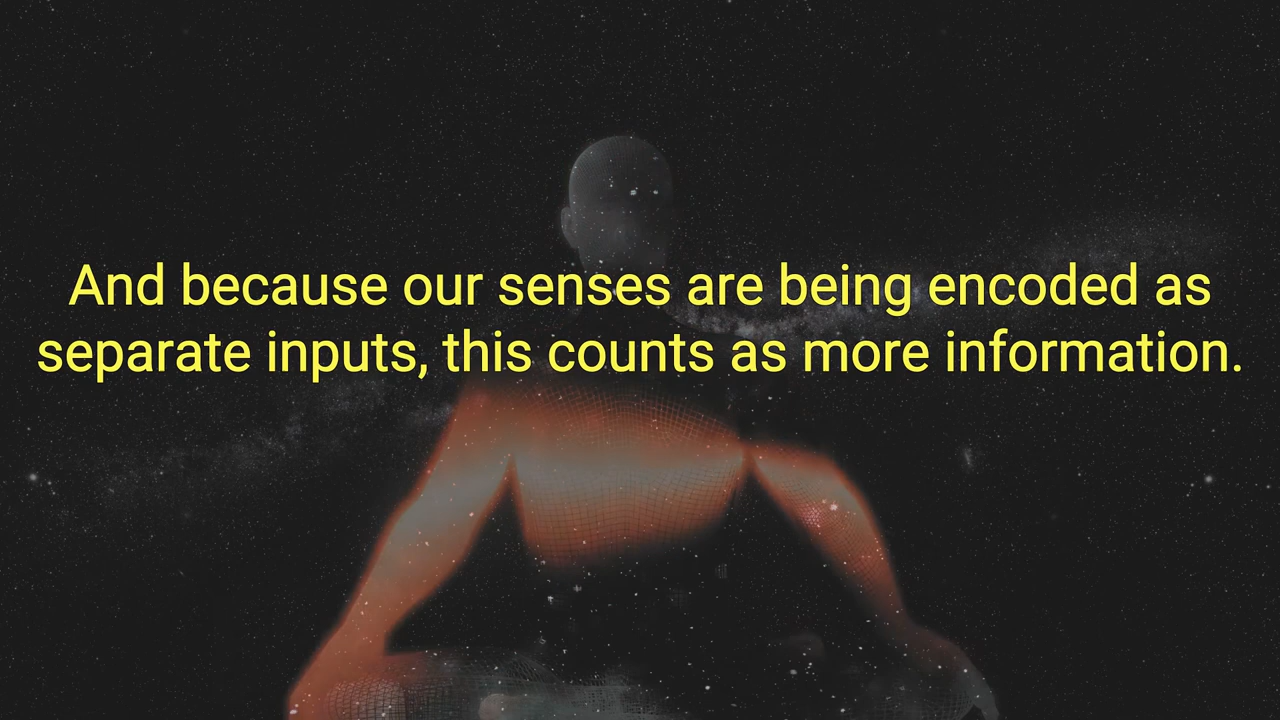 And because our senses are being encoded as
separate inputs, this counts as more information.